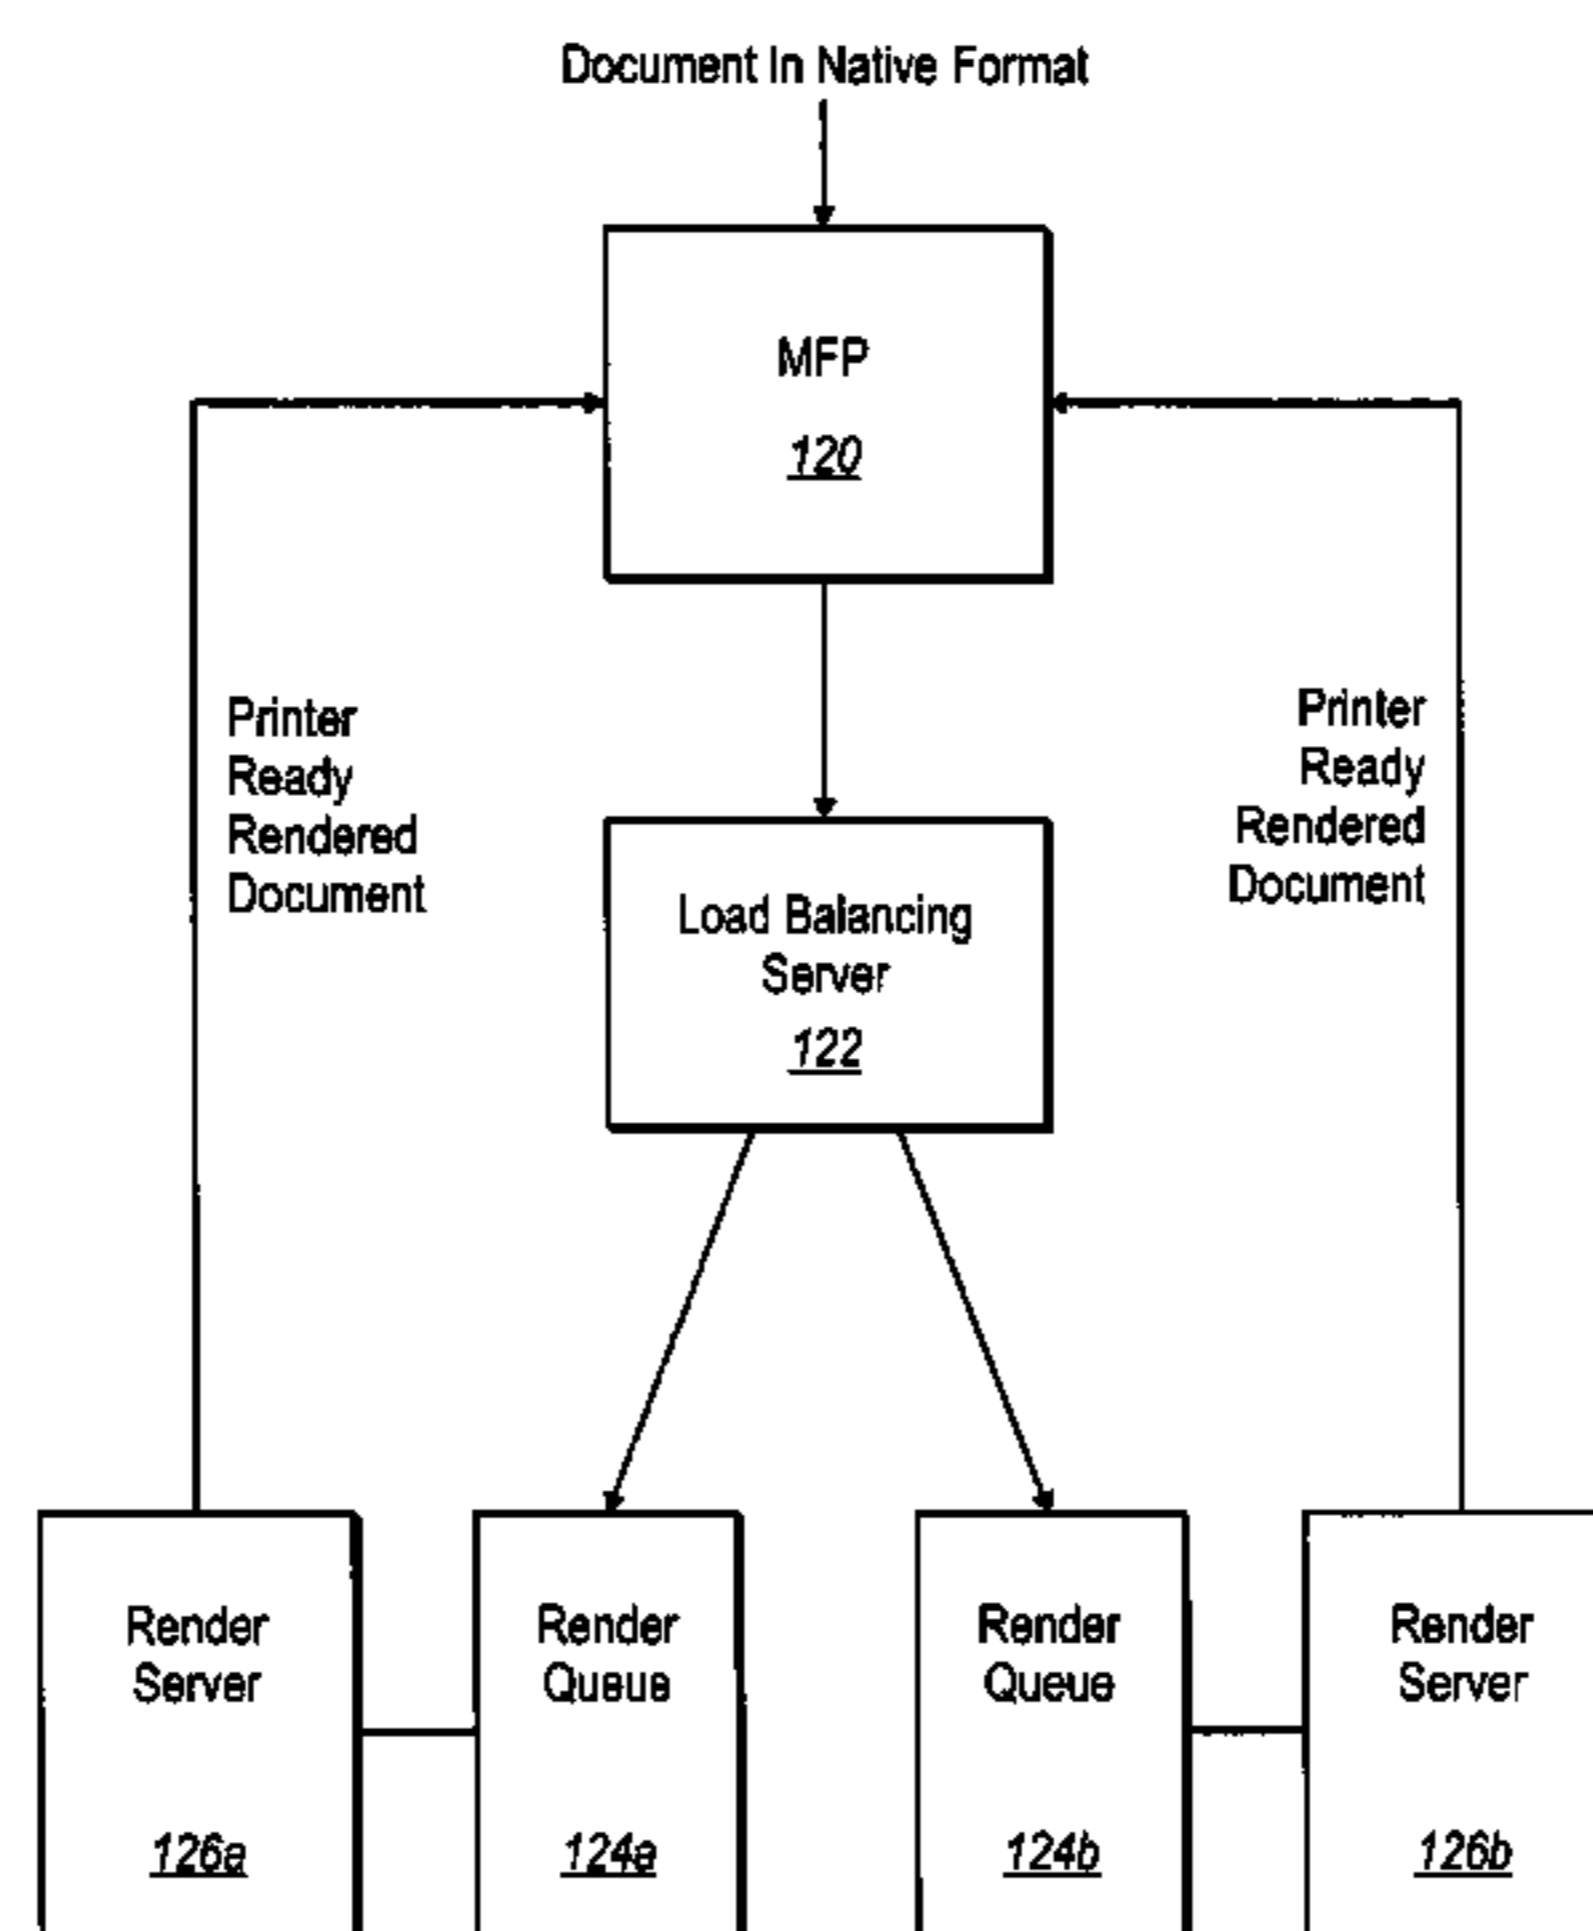 Document In Native Format
MFP
120
Printer
Ready
Rendered
Document
Printer
Ready
Rendered
Document
Load Balancing
Server
122
Render
Server
126a
Render
Queue
124a
Render
Queue
124b
Render
Server
126b